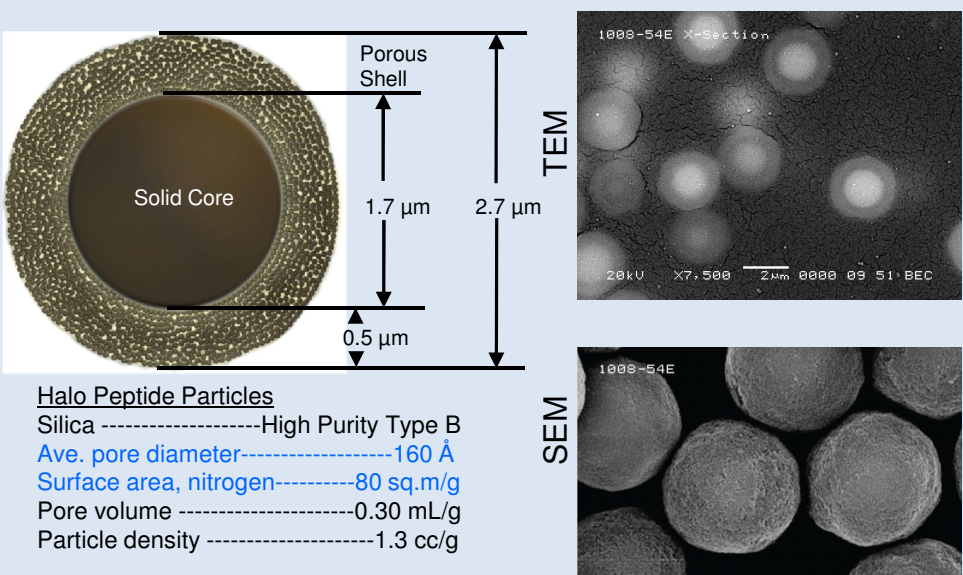 Porous
Shell
Solid Core
1.7 µm
2.7 µm
0.5 µm
Halo Peptide Particles
Silica --------------------High Purity Type B
Ave. pore diameter-------------------160 Å
Surface area, nitrogen----------80 sq.m/g
Pore volume ----------------------0.30 mL/g
Particle density ---------------------1.3 cc/g
TEM
1008-54E X-Section
20kV X7,500 2µm 0000 09 51 BEC
SEM
1008-54E